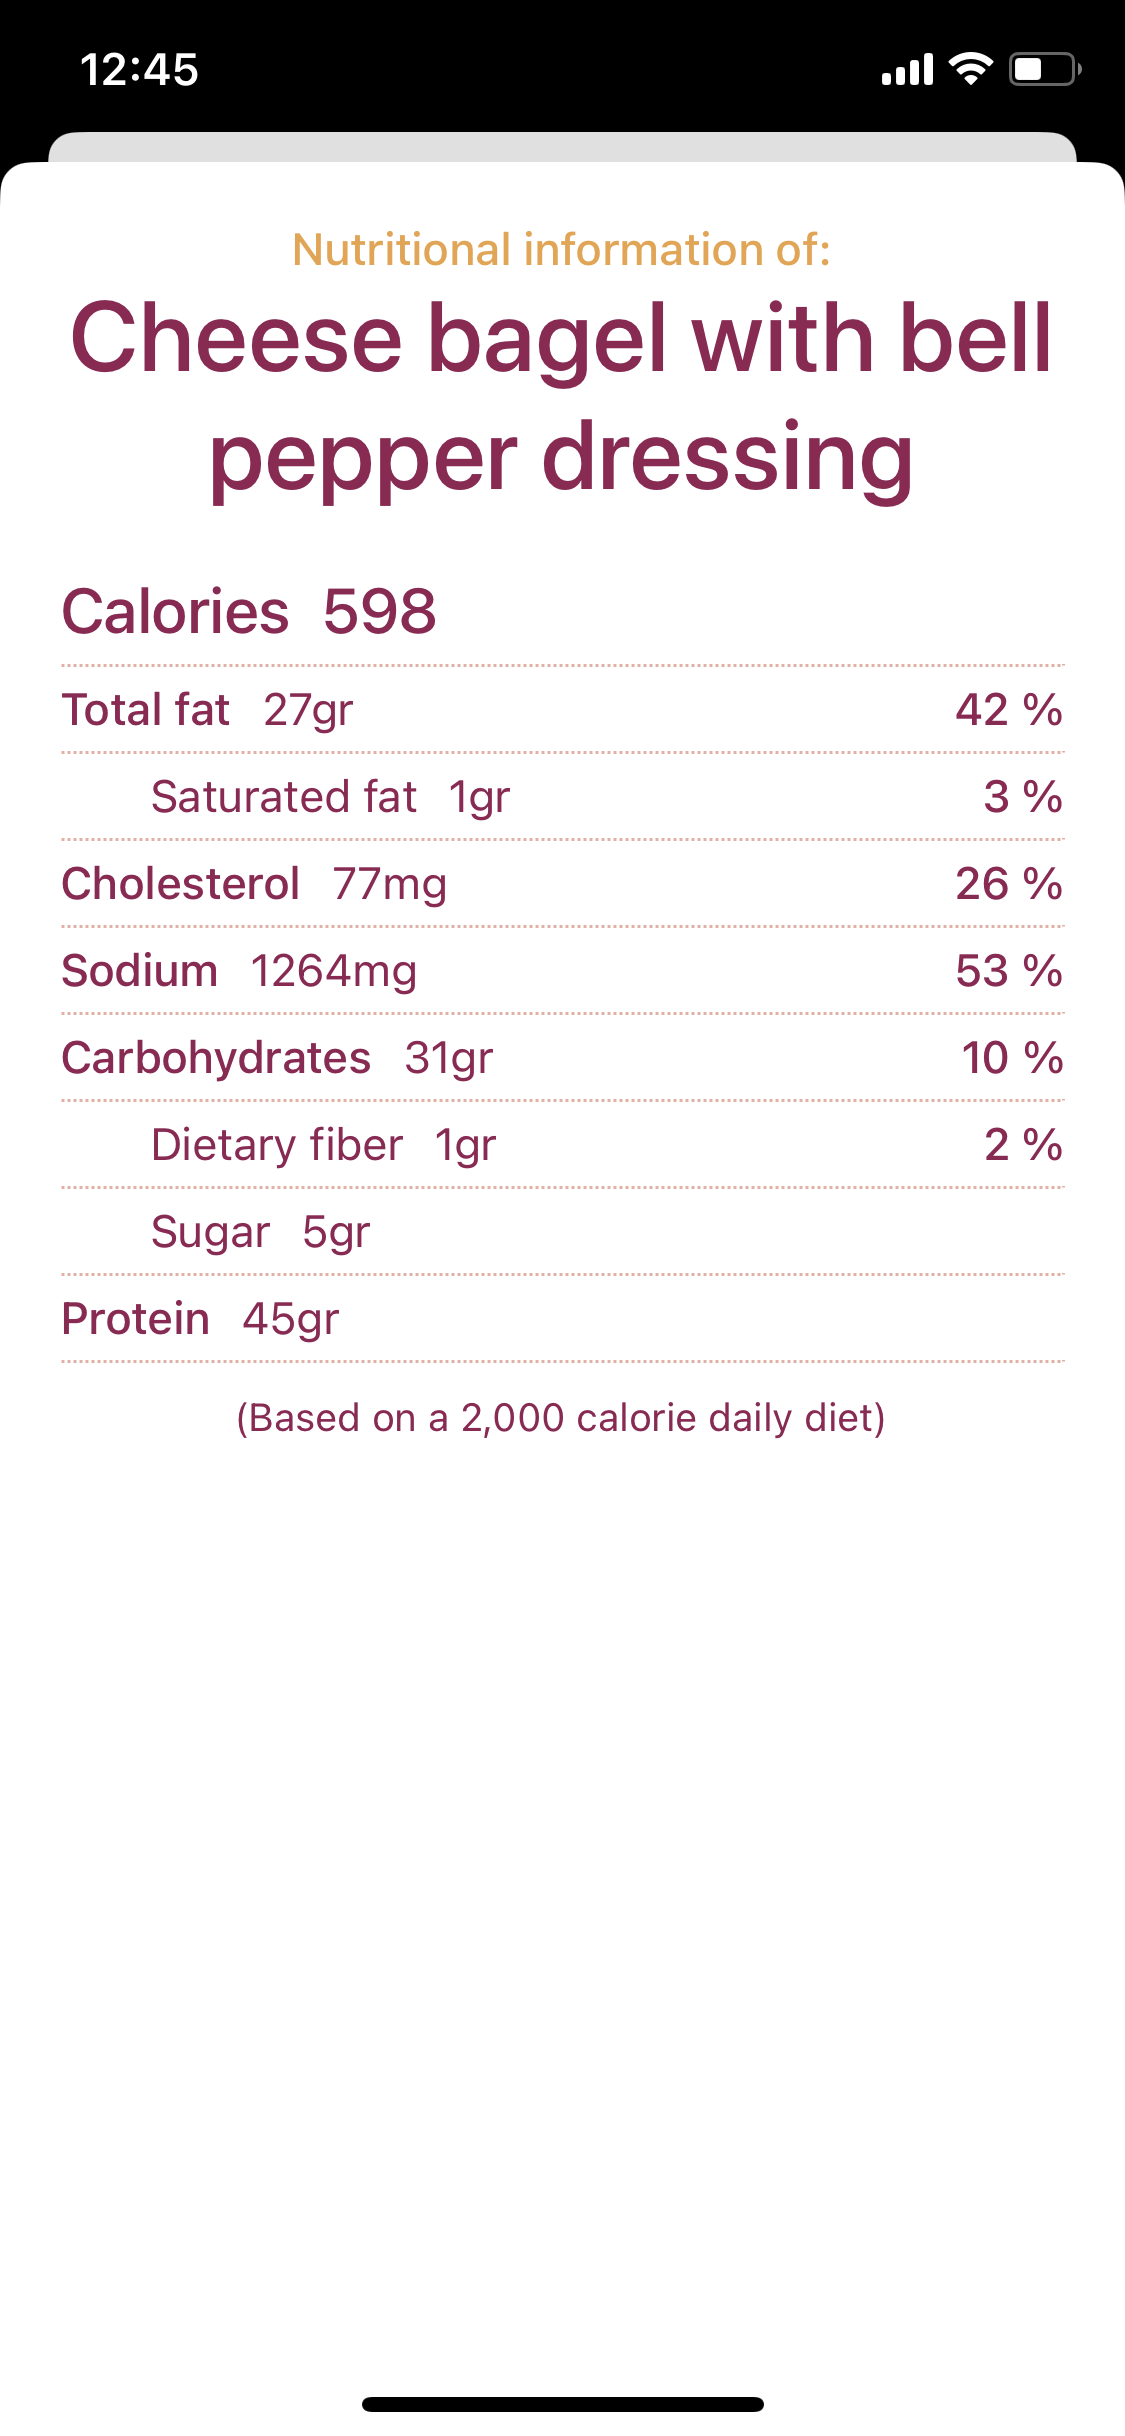 12:45
Nutritional information of:
Cheese bagel with bell
pepper dressing
Calories 598
Total fat 27gr 42 %
Saturated fat 1gr 3 %
Cholesterol 77mg 26 %
Sodium 1264mg 53 %
Carbohydrates 31gr 10 %
Dietary fiber 1gr 2 %
Sugar 5gr
Protein 45gr
(Based on a 2,000 calorie daily diet)